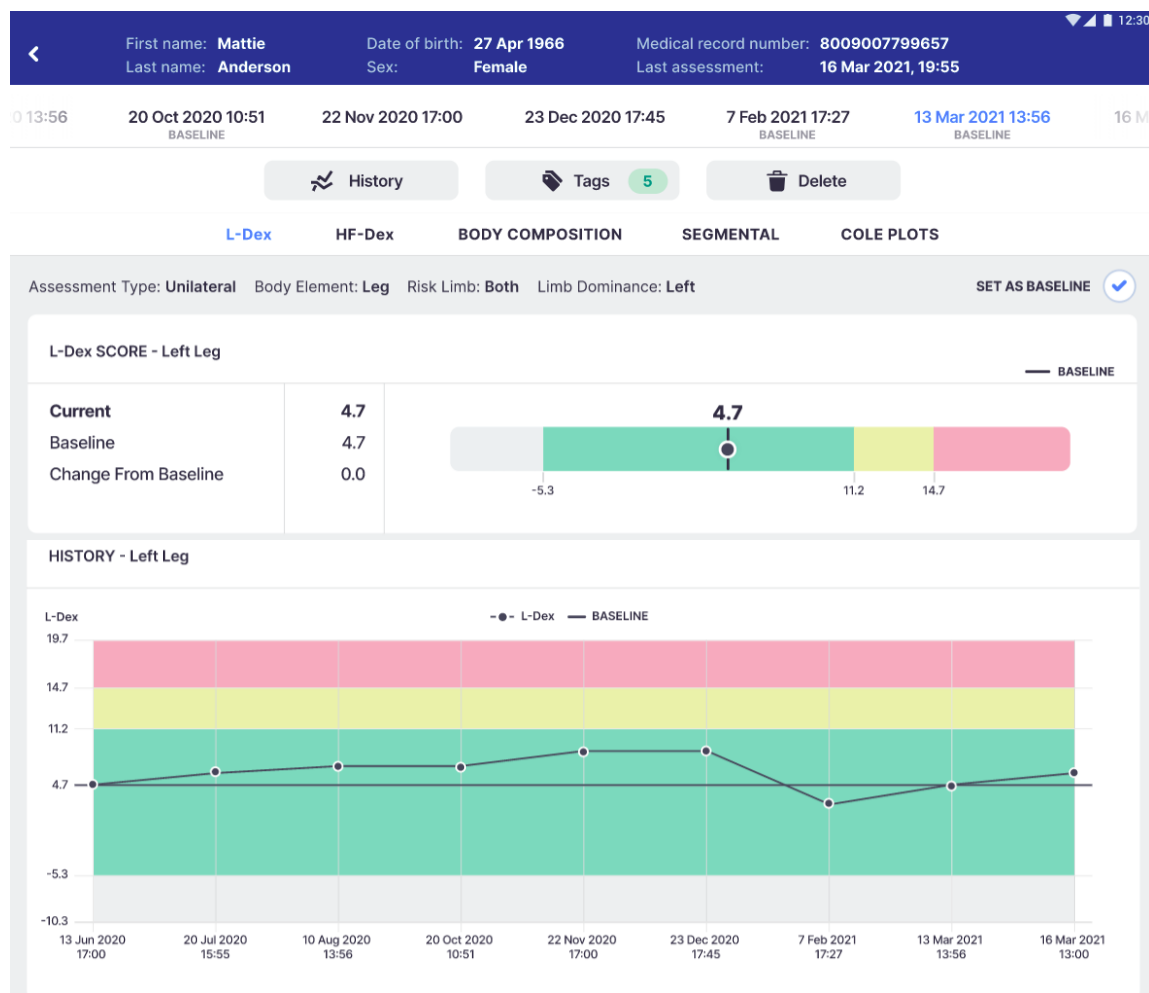 12:30
First name: Mattie Date of birth: 27 Apr 1966 Medical record number: 8009007799657
Last name: Anderson Sex: Female Last assessment: 16 Mar 2021, 19:55
0 13:56 20 Oct 2020 10:51 22 Nov 2020 17:00 23 Dec 2020 17:45 7 Feb 2021 17:27 13 Mar 2021 13:56 16 M
BASELINE BASELINE BASELINE
History Tags 5 Delete
L-Dex HF-Dex BODY COMPOSITION SEGMENTAL COLE PLOTS
Assessment Type: Unilateral Body Element: Leg Risk Limb: Both Limb Dominance: Left SET AS BASELINE
L-Dex SCORE - Left Leg
BASELINE
Current 4.7 4.7
Baseline 4.7
Change From Baseline 0.0
-5.3 11.2 14.7
HISTORY - Left Leg
L-Dex L-Dex BASELINE
19.7
14.7
11.2
4.7
-5.3
-10.3
13 Jun 2020 20 Jul 2020 10 Aug 2020 20 Oct 2020 22 Nov 2020 23 Dec 2020 7 Feb 2021 13 Mar 2021 16 Mar 2021
17:00 15:55 13:56 10:51 17:00 17:45 17:27 13:56 13:00